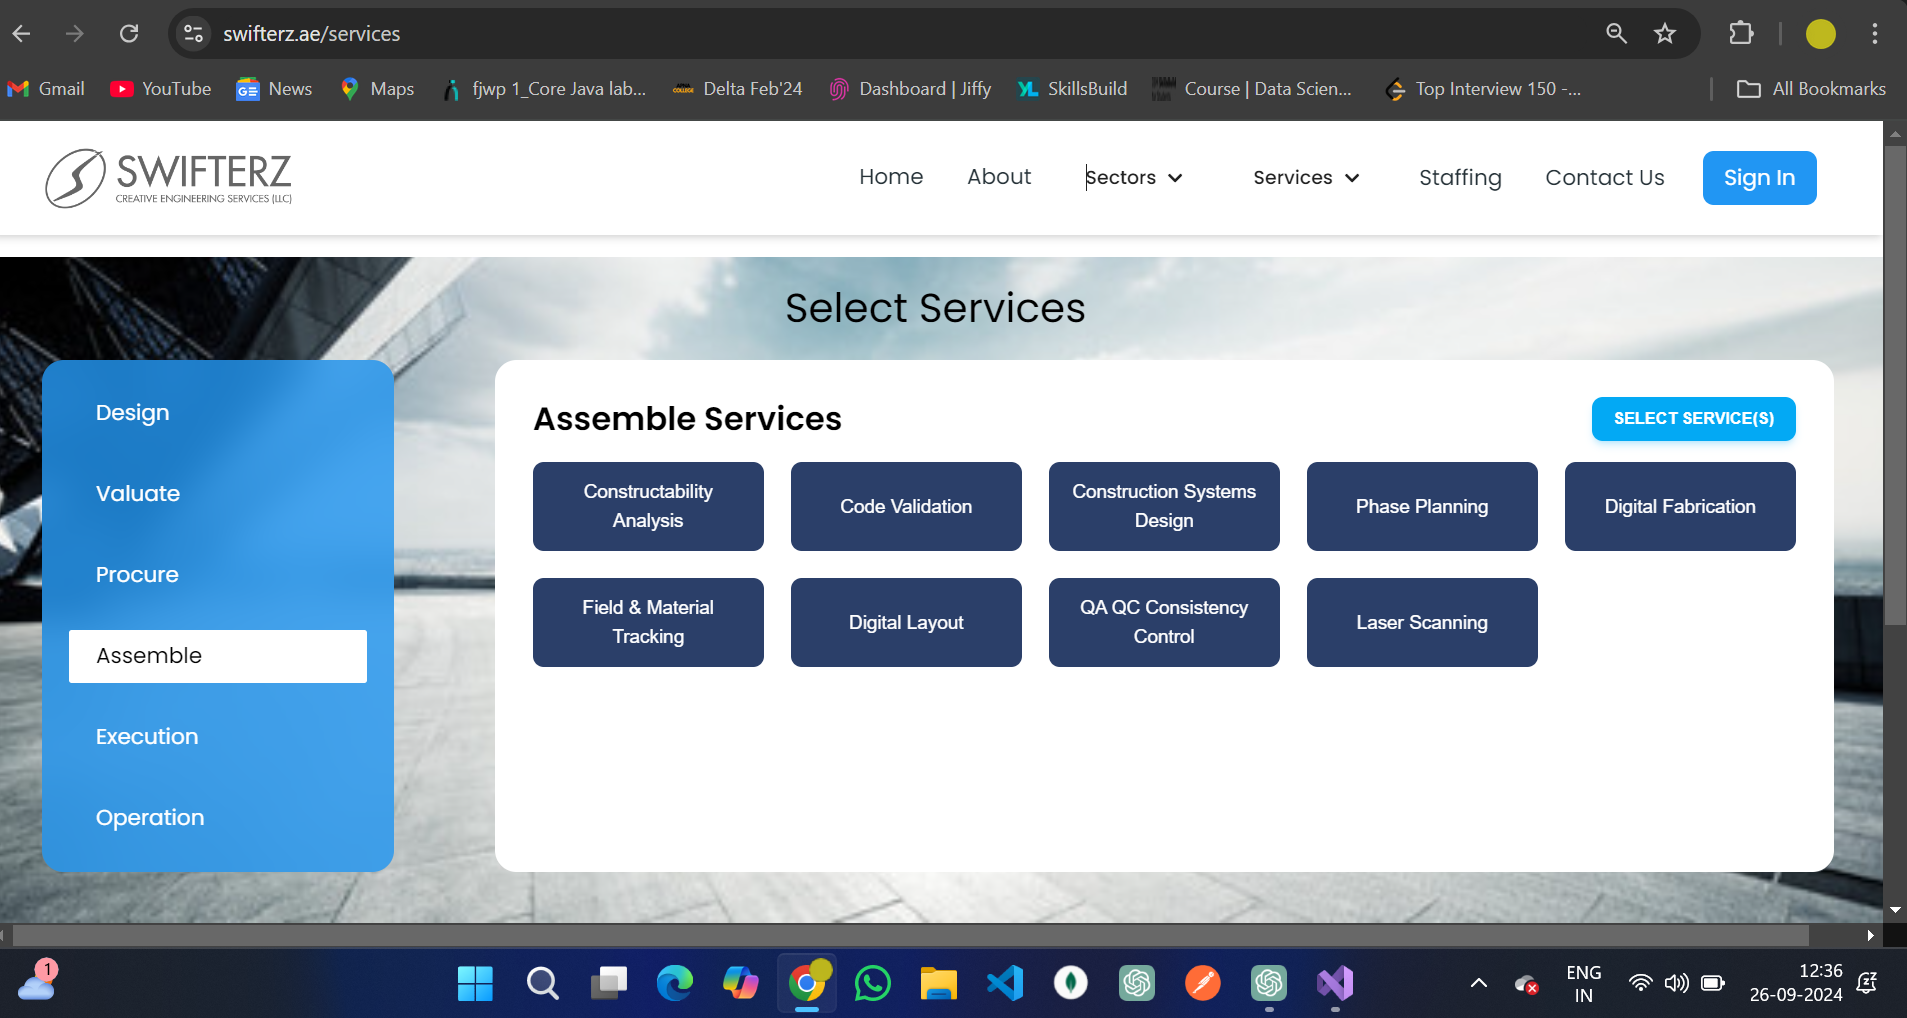 swifterz.ae/services
Gmail
YouTube
News
Maps
fjwp 1_Core Java lab...
Delta Feb'24
Dashboard | Jiffy
SkillsBuild
Course | Data Scien...
Top Interview 150 -...
All Bookmarks
SWIFTERZ
CREATIVE ENGINEERING SERVICES (LLC)
Home
About
Sectors
Services
Staffing
Contact Us
Sign In
Select Services
Design
Valuate
Procure
Assemble
Execution
Operation
Assemble Services
SELECT SERVICE(S)
Constructability
Analysis
Code Validation
Construction Systems
Design
Phase Planning
Digital Fabrication
Field & Material
Tracking
Digital Layout
QA QC Consistency
Control
Laser Scanning
1
ENG
IN
12:36
26-09-2024